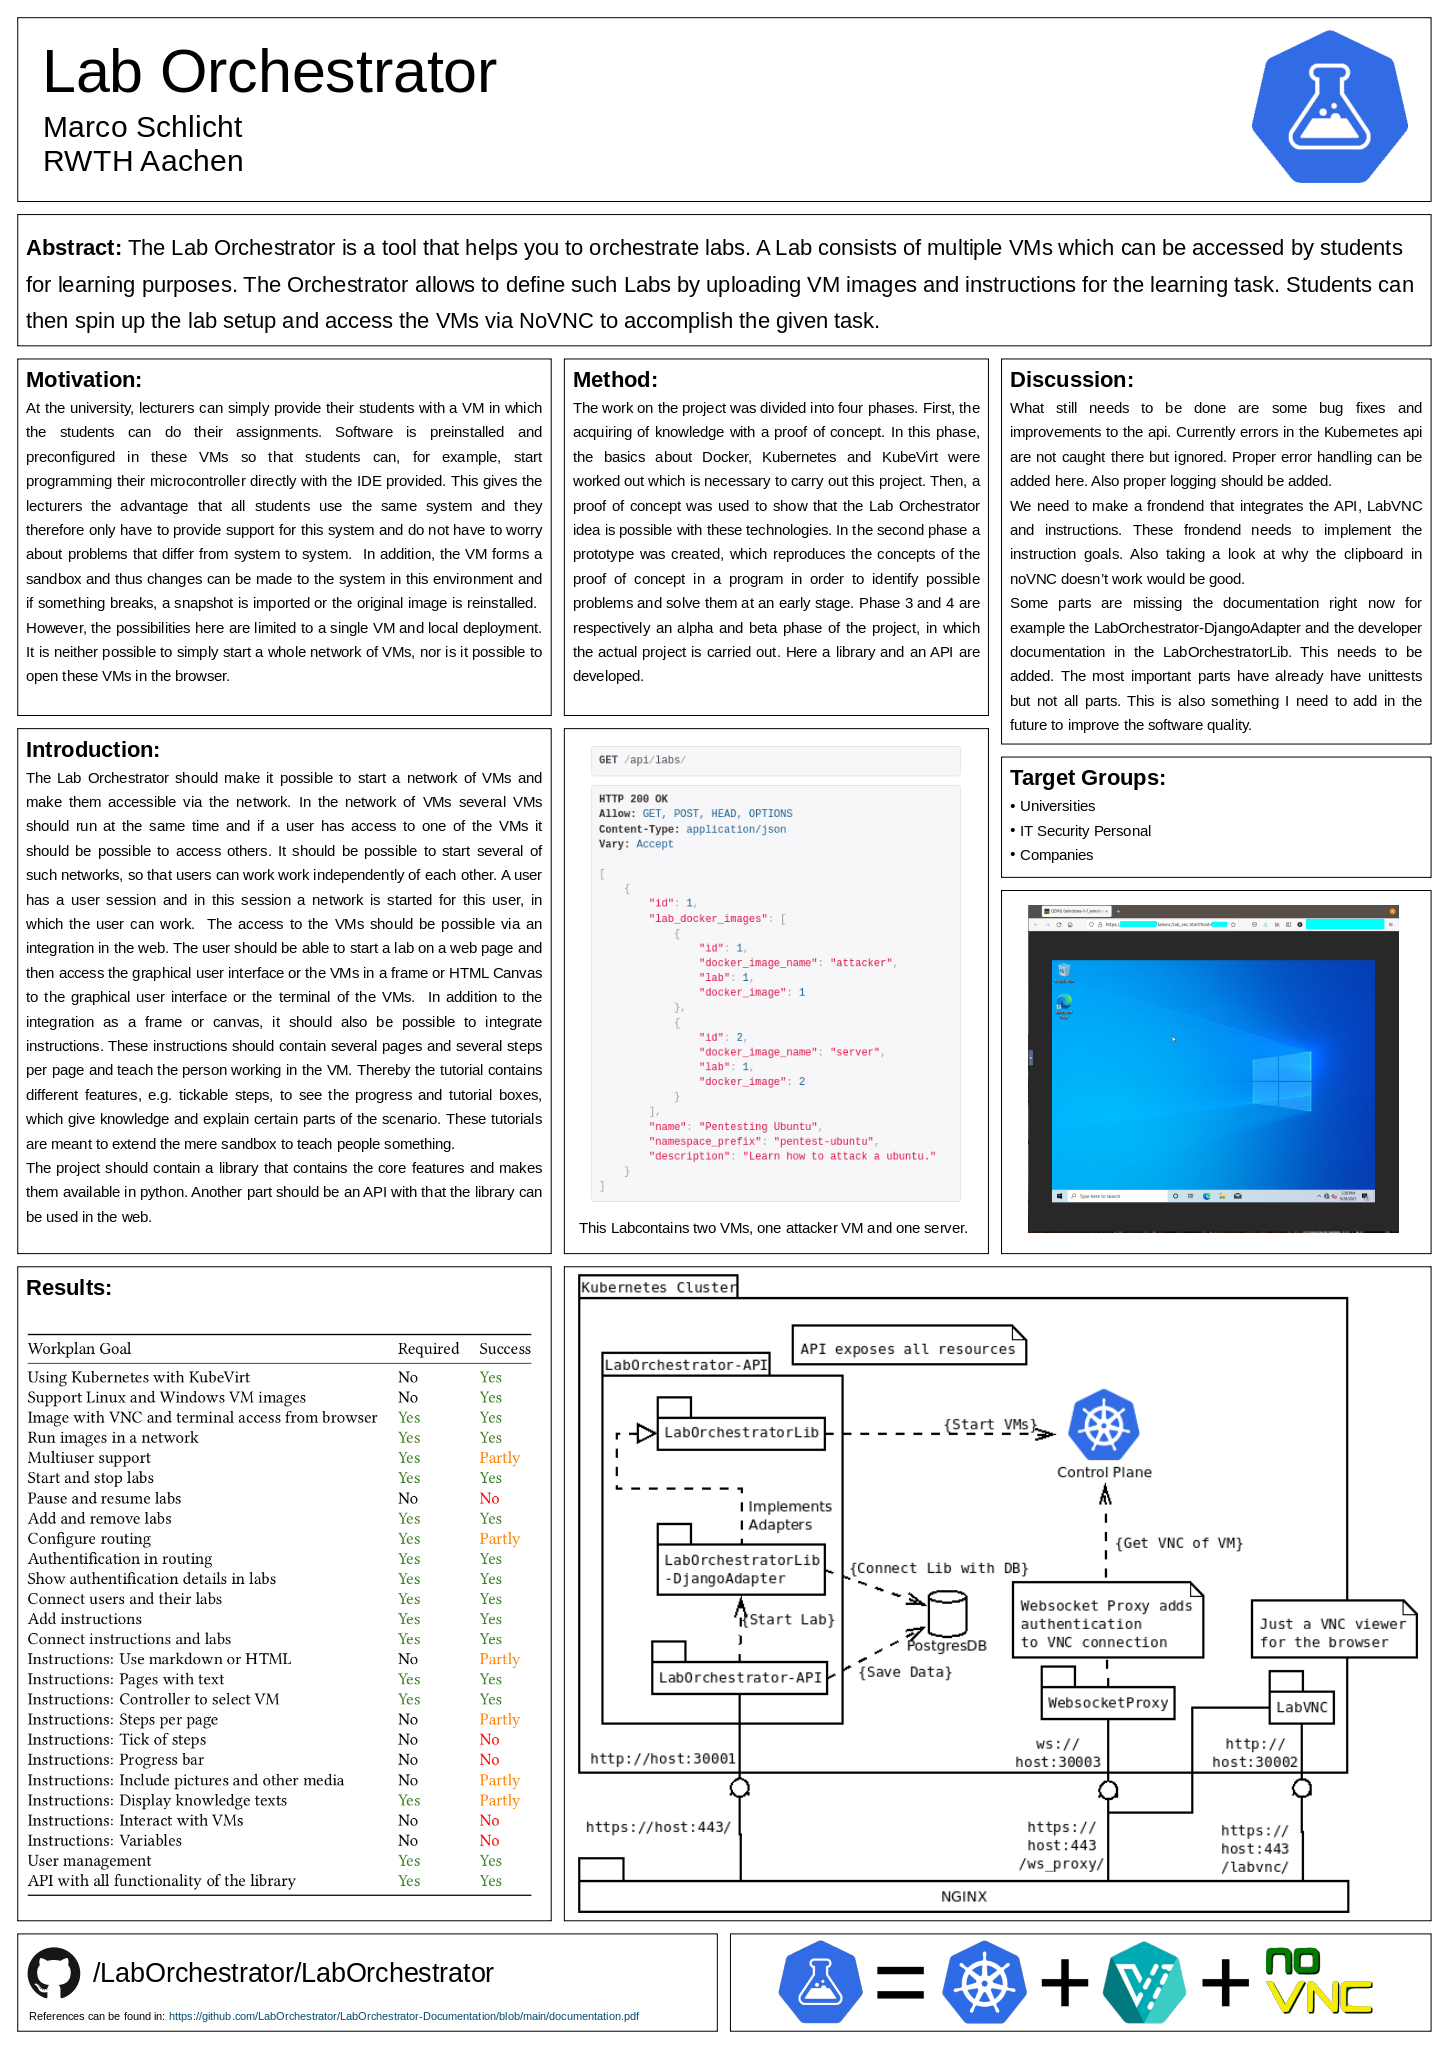 Lab Orchestrator
Marco Schlicht
RWTH Aachen
Abstract: The Lab Orchestrator is a tool that helps you to orchestrate labs. A Lab consists of multiple VMs which can be accessed by students
for learning purposes. The Orchestrator allows to define such Labs by uploading VM images and instructions for the learning task. Students can
then spin up the lab setup and access the VMs via NoVNC to accomplish the given task.
Motivation:
At the university, lecturers can simply provide their students with a VM in which
the students can do their assignments. Software is preinstalled and
preconfigured in these VMs so that students can, for example, start
programming their microcontroller directly with the IDE provided. This gives the
lecturers the advantage that all students use the same system and they
therefore only have to provide support for this system and do not have to worry
about problems that differ from system to system. In addition, the VM forms a
sandbox and thus changes can be made to the system in this environment and
if something breaks, a snapshot is imported or the original image is reinstalled.
However, the possibilities here are limited to a single VM and local deployment.
It is neither possible to simply start a whole network of VMs, nor is it possible to
open these VMs in the browser.
Method:
The work on the project was divided into four phases. First, the
acquiring of knowledge with a proof of concept. In this phase,
the basics about Docker, Kubernetes and KubeVirt were
worked out which is necessary to carry out this project. Then, a
proof of concept was used to show that the Lab Orchestrator
idea is possible with these technologies. In the second phase a
prototype was created, which reproduces the concepts of the
proof of concept in a program in order to identify possible
problems and solve them at an early stage. Phase 3 and 4 are
respectively an alpha and beta phase of the project, in which
the actual project is carried out. Here a library and an API are
developed.
Discussion:
What still needs to be done are some bug fixes and
improvements to the api. Currently errors in the Kubernetes api
are not caught there but ignored. Proper error handling can be
added here. Also proper logging should be added.
We need to make a frondend that integrates the API, LabVNC
and instructions. These frondend needs to implement the
instruction goals. Also taking a look at why the clipboard in
noVNC doesn't work would be good.
Some parts are missing the documentation right now for
example the LabOrchestrator-DjangoAdapter and the developer
documentation in the LabOrchestratorLib. This needs to be
added. The most important parts have already have unittests
but not all parts. This is also something I need to add in the
future to improve the software quality.
Introduction:
The Lab Orchestrator should make it possible to start a network of VMs and
make them accessible via the network. In the network of VMs several VMs
should run at the same time and if a user has access to one of the VMs it
should be possible to access others. It should be possible to start several of
such networks, so that users can work work independently of each other. A user
has a user session and in this session a network is started for this user, in
which the user can work. The access to the VMs should be possible via an
integration in the web. The user should be able to start a lab on a web page and
then access the graphical user interface or the VMs in a frame or HTML Canvas
to the graphical user interface or the terminal of the VMs. In addition to the
integration as a frame or canvas, it should also be possible to integrate
instructions. These instructions should contain several pages and several steps
per page and teach the person working in the VM. Thereby the tutorial contains
different features, e.g. tickable steps, to see the progress and tutorial boxes,
which give knowledge and explain certain parts of the scenario. These tutorials
are meant to extend the mere sandbox to teach people something.
The project should contain a library that contains the core features and makes
them available in python. Another part should be an API with that the library can
be used in the web.
GET /api/labs/
HTTP 200 OK
Allow: GET, POST, HEAD, OPTIONS
Content-Type: application/json
Vary: Accept
[
{
"id": 1,
"lab_docker_images": [
{
"id": 1,
"docker_image_name": "attacker",
"lab": 1,
"docker_image": 1
},
{
"id": 2,
"docker_image_name": "server",
"lab": 1,
"docker_image": 2
}
],
"name": "Pentesting Ubuntu",
"namespace_prefix": "pentest-ubuntu",
"description": "Learn how to attack a ubuntu."
}
]
This Labcontains two VMs, one attacker VM and one server.
Target Groups:
• Universities
• IT Security Personal
• Companies
Type here to search
Results:
Workplan Goal Required Success
Using Kubernetes with KubeVirt No Yes
Support Linux and Windows VM images No Yes
Image with VNC and terminal access from browser Yes Yes
Run images in a network Yes Yes
Multiuser support Yes Partly
Start and stop labs Yes Yes
Pause and resume labs No No
Add and remove labs Yes Yes
Configure routing Yes Partly
Authentification in routing Yes Yes
Show authentification details in labs Yes Yes
Connect users and their labs Yes Yes
Add instructions Yes Yes
Connect instructions and labs Yes Yes
Instructions: Use markdown or HTML No Partly
Instructions: Pages with text Yes Yes
Instructions: Controller to select VM Yes Yes
Instructions: Steps per page No Partly
Instructions: Tick of steps No No
Instructions: Progress bar No No
Instructions: Include pictures and other media No Partly
Instructions: Display knowledge texts Yes Partly
Instructions: Interact with VMs No No
Instructions: Variables No No
User management Yes Yes
API with all functionality of the library Yes Yes
Kubernetes Cluster
API exposes all resources
LabOrchestrator-API
LabOrchestratorLib
{Start VMs}
Control Plane
Implements
Adapters
{Get VNC of VM}
LabOrchestratorLib
-DjangoAdapter
{Connect Lib with DB}
{Start Lab}
PostgresDB
Websocket Proxy adds
authentication
to VNC connection
Just a VNC viewer
for the browser
LabOrchestrator-API
{Save Data}
WebsocketProxy
LabVNC
http://host:30001
ws://
host:30003
http://
host:30002
https://host:443/
https://
host:443
/ws_proxy/
https://
host:443
/labvnc/
NGINX
/LabOrchestrator/LabOrchestrator
References can be found in: https://github.com/LabOrchestrator/LabOrchestrator-Documentation/blob/main/documentation.pdf
= + +
no
VNC